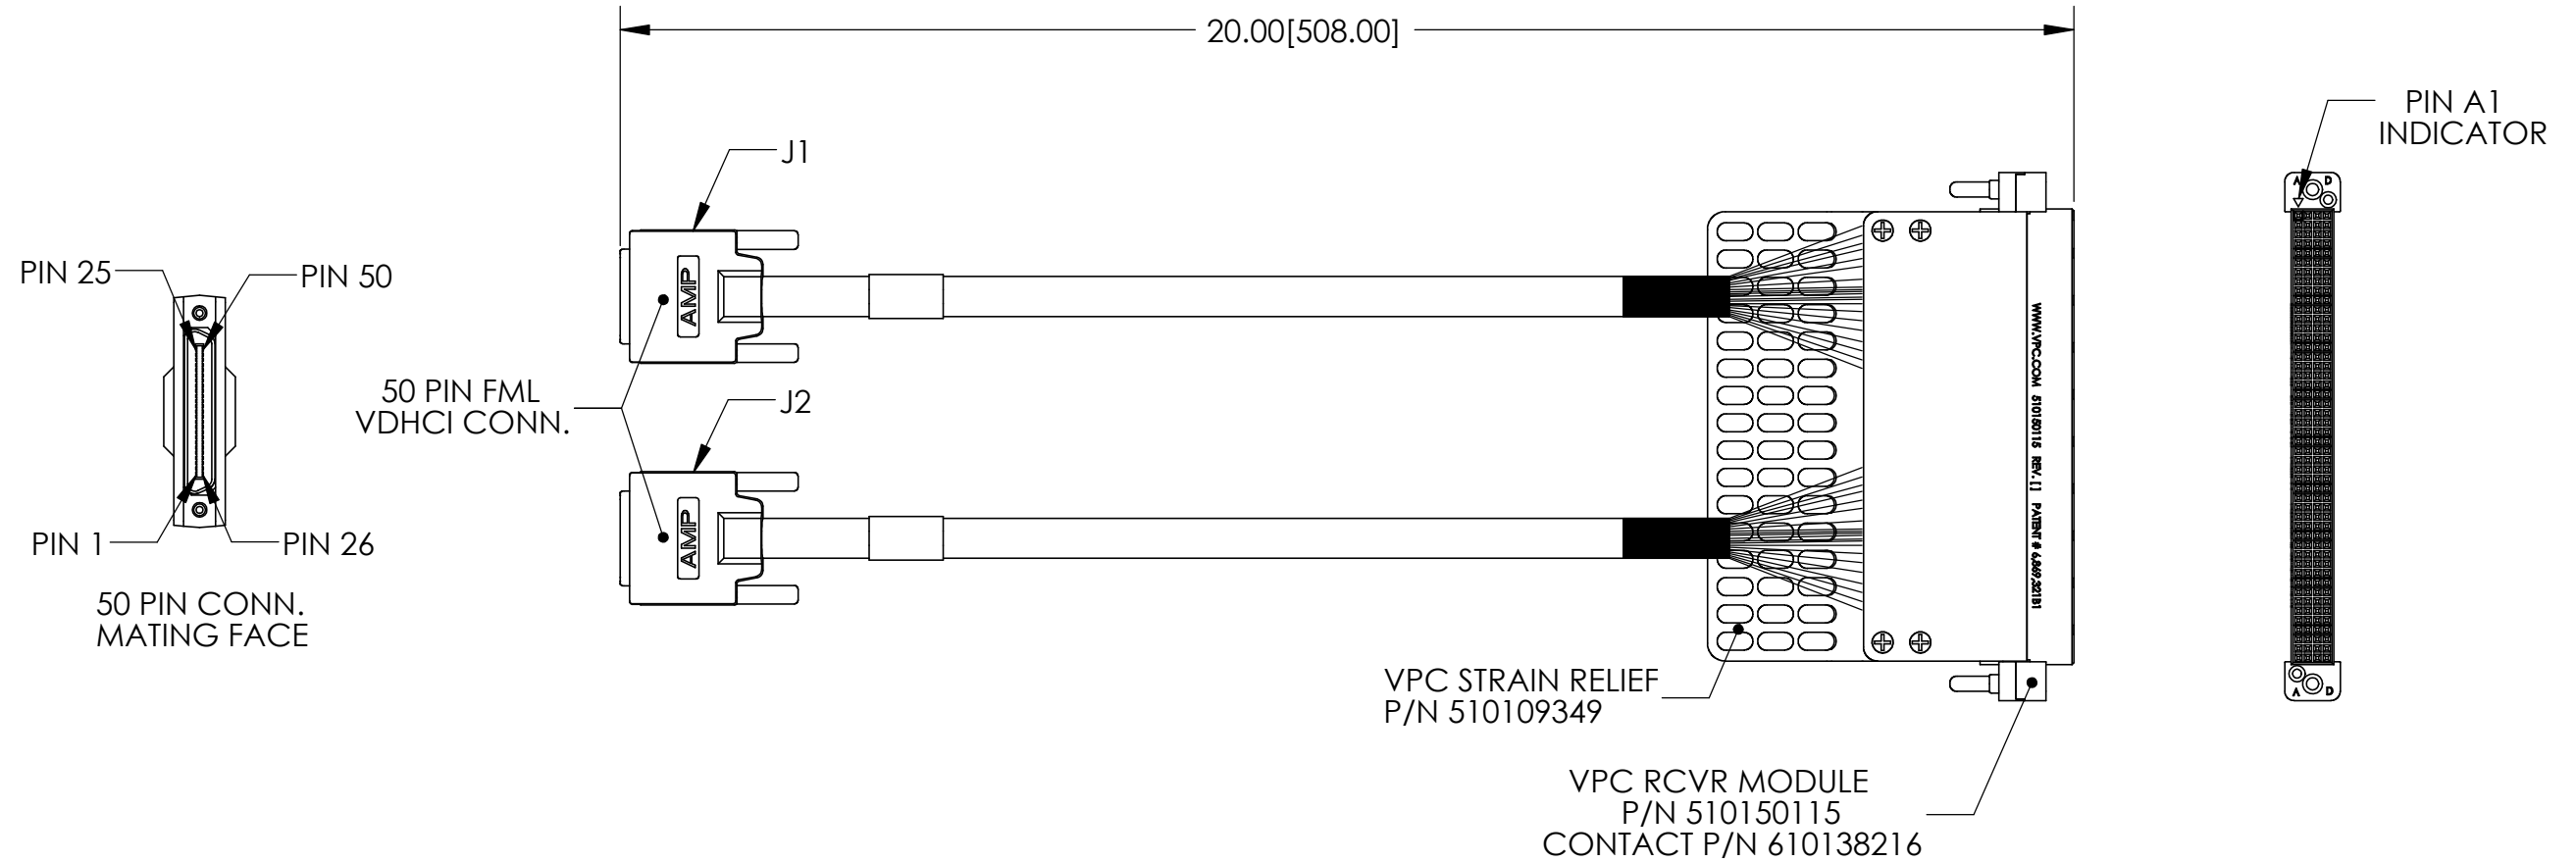 20.00[508.00]
PIN A1
INDICATOR
J1
A D
PIN 25
PIN 50
AMP
50 PIN FML
VDHCI CONN.
J2
WWW.VPC.COM 510150115 REV. [ ] PATENT # 6,869,321B1
AMP
PIN 1
PIN 26
50 PIN CONN.
MATING FACE
VPC STRAIN RELIEF
P/N 510109349
A D
VPC RCVR MODULE
P/N 510150115
CONTACT P/N 610138216